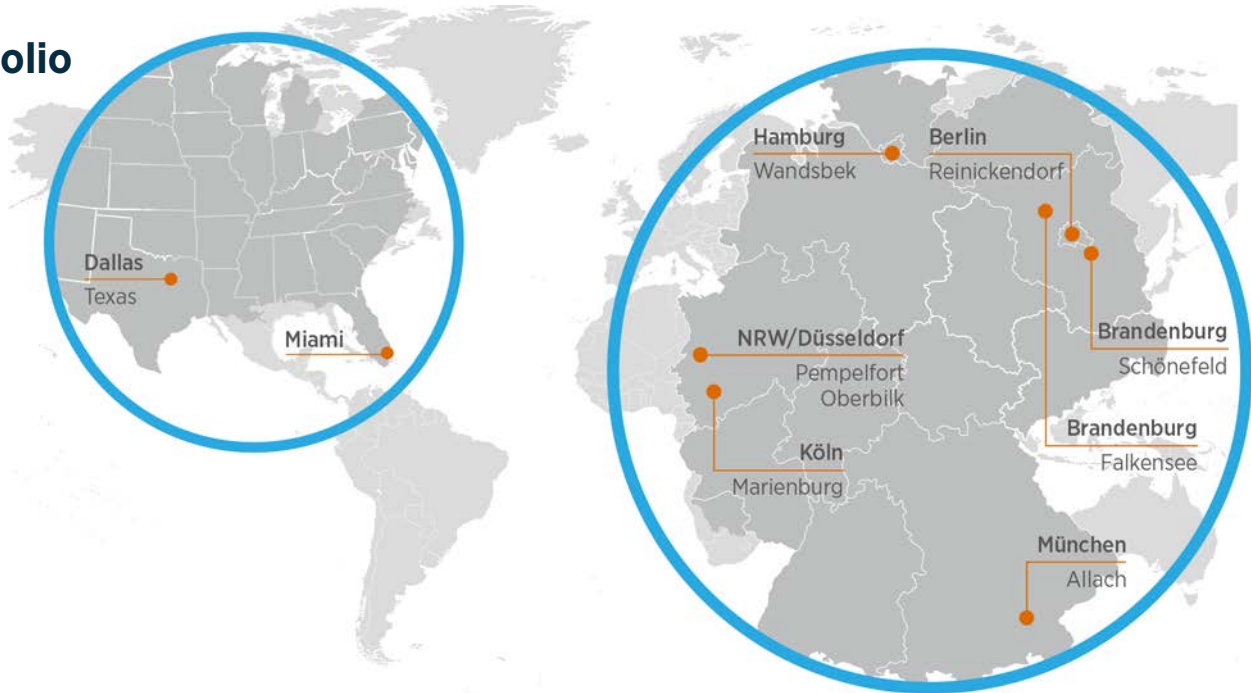 olio
Dallas
Texas
Miami
Hamburg
Wandsbek
Berlin
Reinickendorf
NRW/Düsseldorf
Pempelfort
Oberbilk
Köln
Marienburg
Brandenburg
Schönefeld
Brandenburg
Falkensee
München
Allach